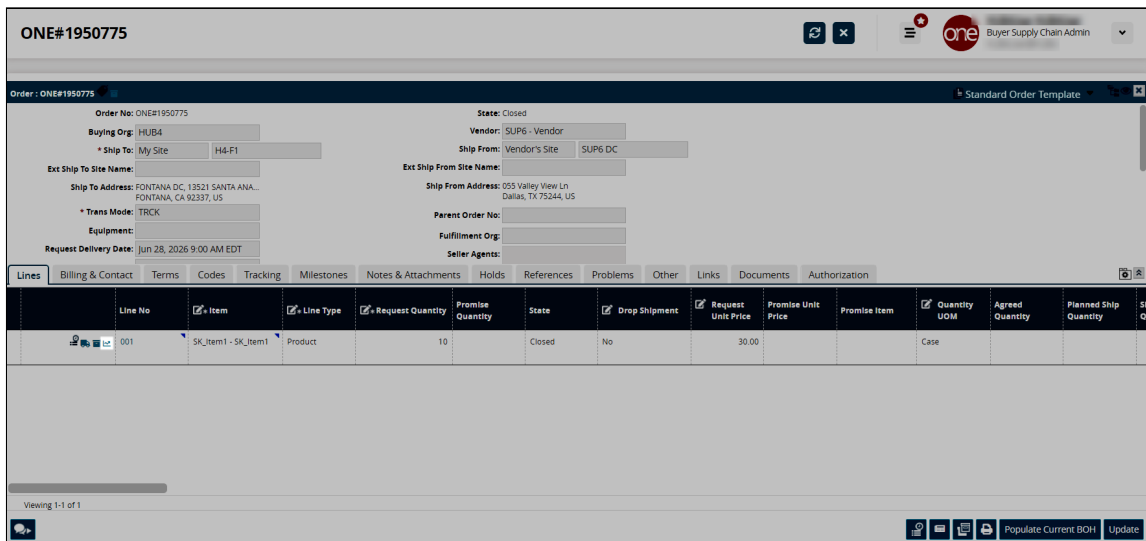 ONE#1950775
one
Buyer Supply Chain Admin
Order : ONE#1950775
Standard Order Template
Order No: ONE#1950775
State: Closed
Buying Org: HUB4
Vendor: SUP6 - Vendor
* Ship To: My Site H4-F1
Ship From: Vendor's Site SUP6 DC
Ext Ship To Site Name:
Ext Ship From Site Name:
Ship To Address: FONTANA DC, 13521 SANTA ANA...
FONTANA, CA 92337, US
Ship From Address: 055 Valley View Ln
Dallas, TX 75244, US
* Trans Mode: TRCK
Parent Order No:
Equipment:
Fulfillment Org:
Request Delivery Date: Jun 28, 2026 9:00 AM EDT
Seller Agents:
Lines Billing & Contact Terms Codes Tracking Milestones Notes & Attachments Holds References Problems Other Links Documents Authorization
Line No * Item * Line Type * Request Quantity Promise Quantity State Drop Shipment Request Unit Price Promise Unit Price Promise Item Quantity UOM Agreed Quantity Planned Ship Quantity
001 SK_Item1 - SK_Item1 Product 10 Closed No 30.00 Case
Viewing 1-1 of 1
Populate Current BOH Update